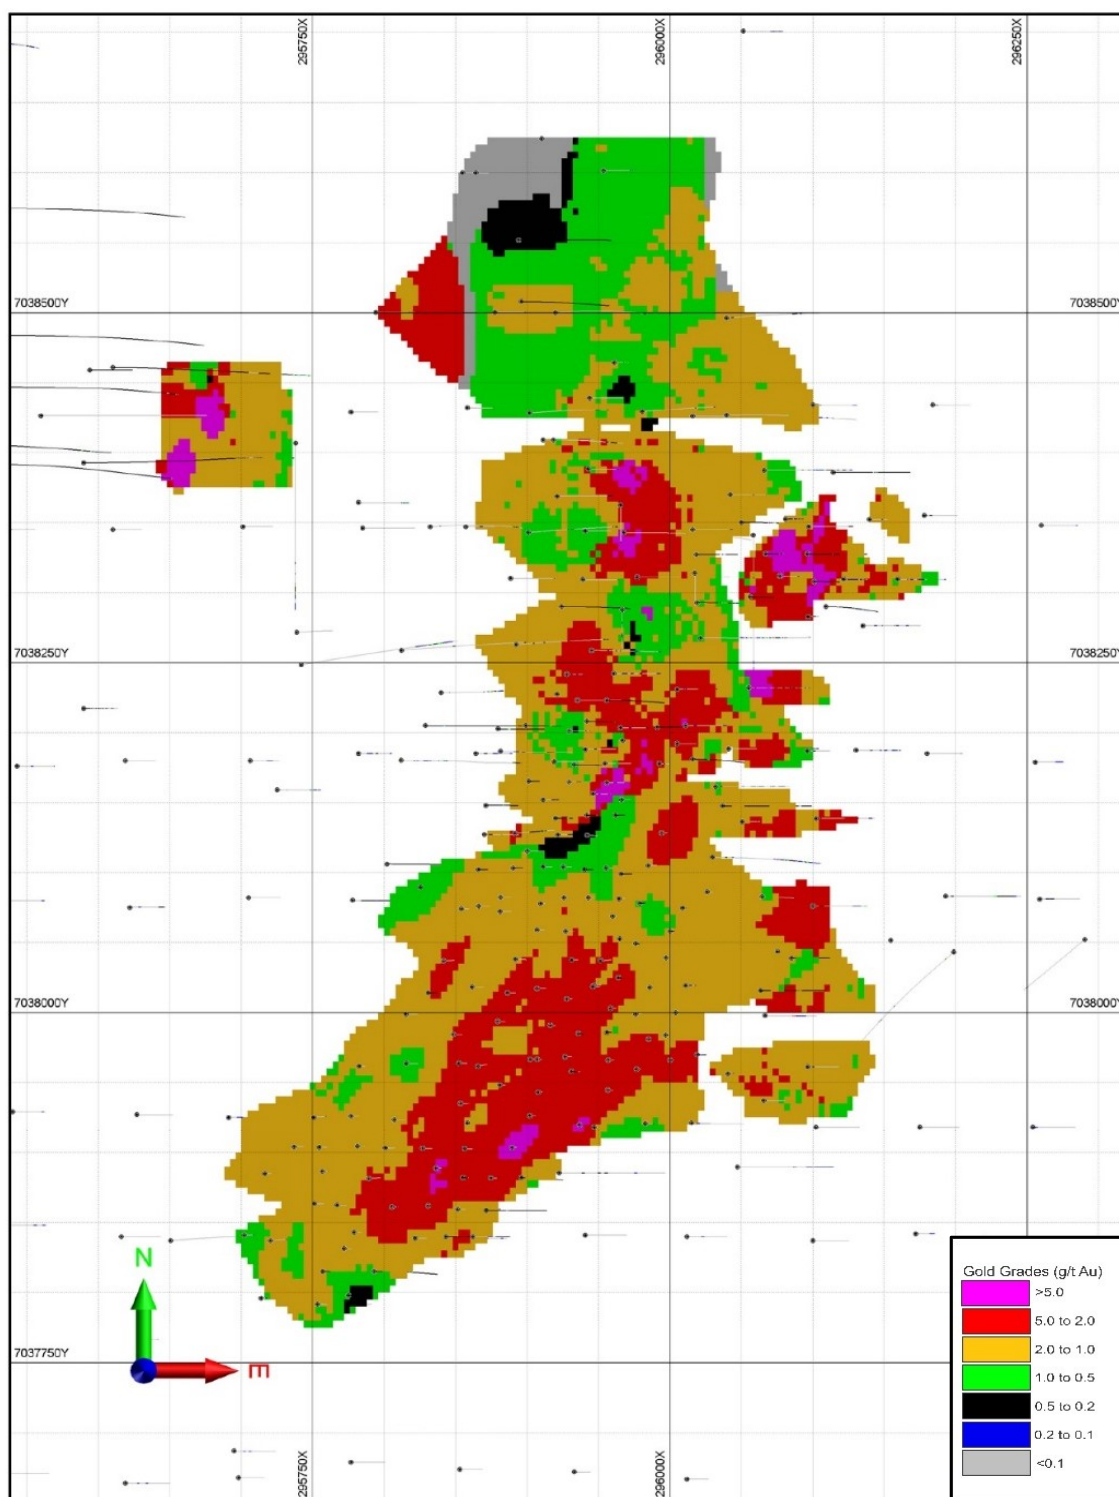 295750X
296000X
296250X
7038500Y
7038500Y
7038250Y
7038250Y
7038000Y
7038000Y
7037750Y
N
E
Gold Grades (g/t Au)
>5.0
5.0 to 2.0
2.0 to 1.0
1.0 to 0.5
0.5 to 0.2
0.2 to 0.1
<0.1
295750X
296000X